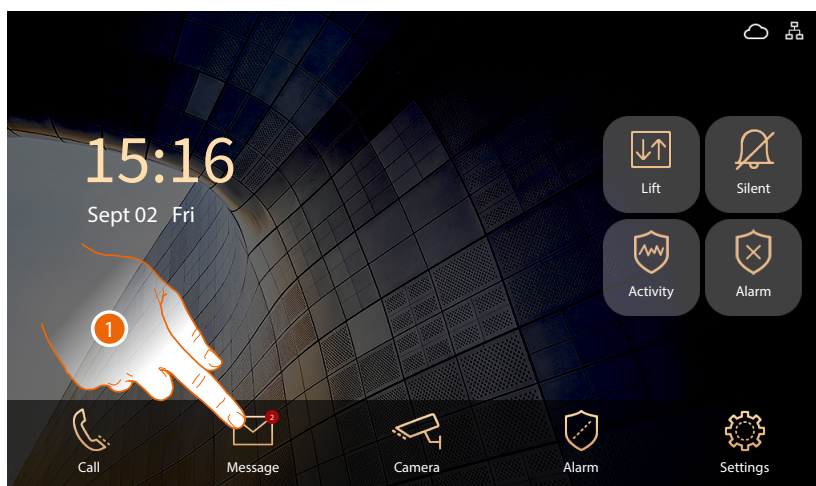 15:16
Sept 02 Fri
Lift
Silent
Activity
Alarm
1
2
Call
Message
Camera
Alarm
Settings